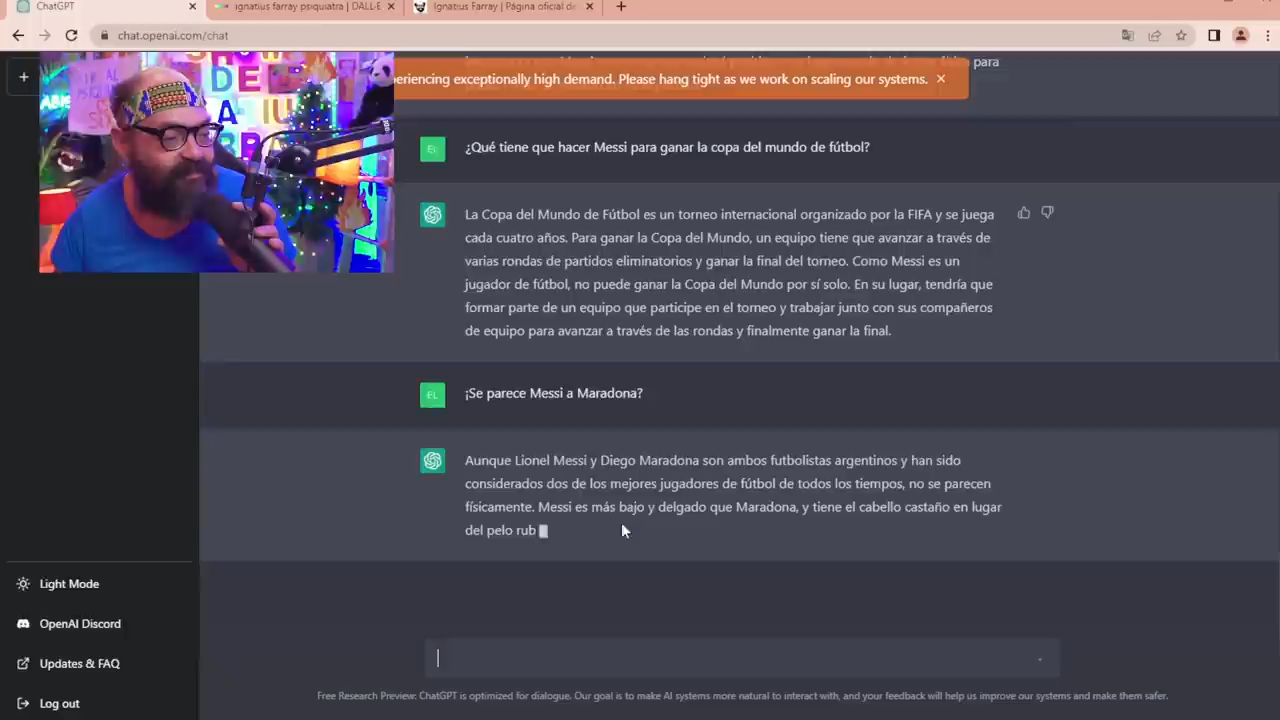 ChatGPT
ignatius farray psiquiatra | DALL·E
Ignatius Farray | Página oficial de
chat.openai.com/chat
para
periencing exceptionally high demand. Please hang tight as we work on scaling our systems.
EL
¿Qué tiene que hacer Messi para ganar la copa del mundo de fútbol?
La Copa del Mundo de Fútbol es un torneo internacional organizado por la FIFA y se juega
cada cuatro años. Para ganar la Copa del Mundo, un equipo tiene que avanzar a través de
varias rondas de partidos eliminatorios y ganar la final del torneo. Como Messi es un
jugador de fútbol, no puede ganar la Copa del Mundo por sí solo. En su lugar, tendría que
formar parte de un equipo que participe en el torneo y trabajar junto con sus compañeros
de equipo para avanzar a través de las rondas y finalmente ganar la final.
EL
¡Se parece Messi a Maradona?
Aunque Lionel Messi y Diego Maradona son ambos futbolistas argentinos y han sido
considerados dos de los mejores jugadores de fútbol de todos los tiempos, no se parecen
físicamente. Messi es más bajo y delgado que Maradona, y tiene el cabello castaño en lugar
del pelo rub
Light Mode
OpenAI Discord
Updates & FAQ
Log out
Free Research Preview: ChatGPT is optimized for dialogue. Our goal is to make AI systems more natural to interact with, and your feedback will help us improve our systems and make them safer.